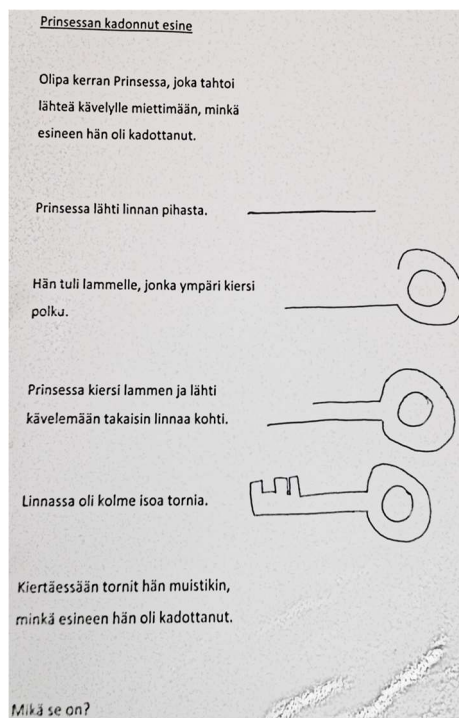 Prinsessan kadonnut esine
Olipa kerran Prinsessa, joka tahtoi
lähteä kävelylle miettimään, minkä
esineen hän oli kadottanut.
Prinsessa lähti linnan pihasta.
Hän tuli lammelle, jonka ympäri kiersi
polku.
Prinsessa kiersi lammen ja lähti
kävelemään takaisin linnaa kohti.
Linnassa oli kolme isoa tornia.
Kiertäessään tornit hän muistikin,
minkä esineen hän oli kadottanut.
Mikä se on?